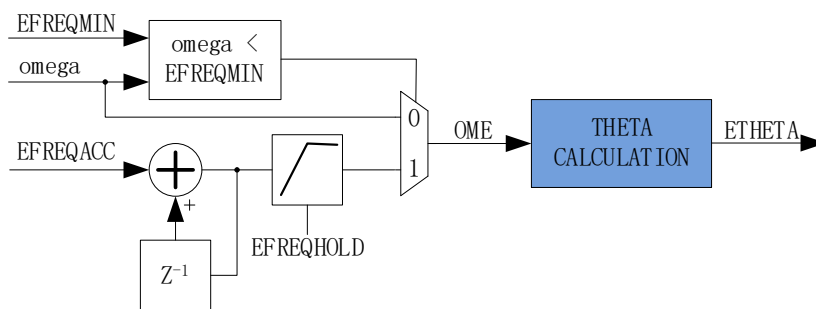 EFREQMIN
omega
omega <
EFREQMIN
0
1
OME
THETA
CALCULATION
ETHETA
EFREQACC
+
EFREQHOLD
Z⁻¹